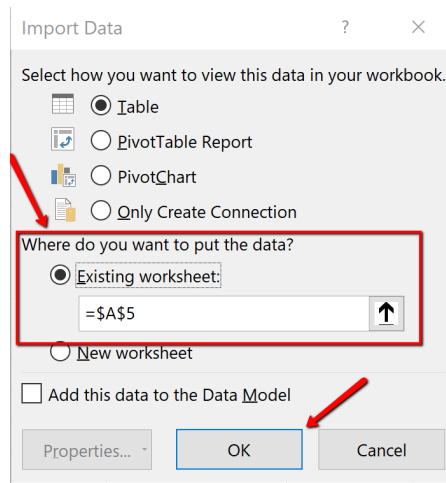 Import Data ?
Select how you want to view this data in your workbook.
Table
PivotTable Report
PivotChart
Only Create Connection
Where do you want to put the data?
Existing worksheet:
=$A$5
New worksheet
Add this data to the Data Model
Properties... OK Cancel